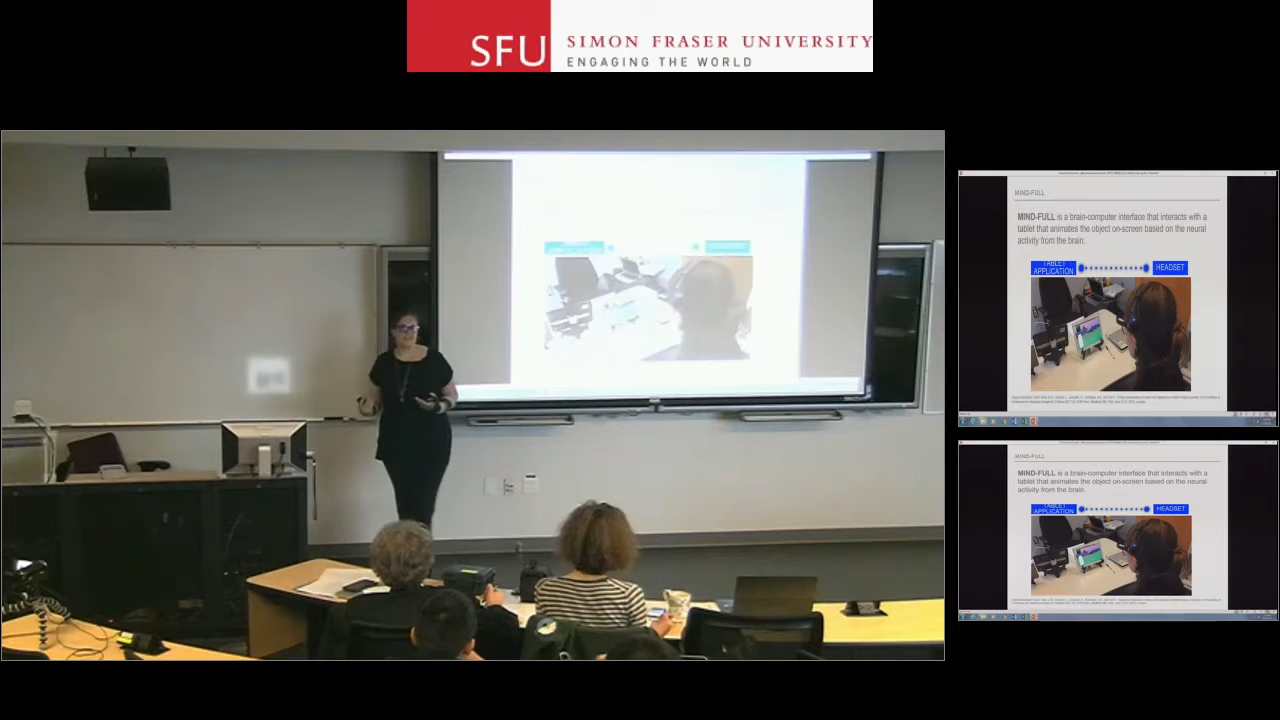 SFU
SIMON FRASER UNIVERSITY
ENGAGING THE WORLD
MIND-FULL
MIND-FULL is a brain-computer interface that interacts with a
tablet that animates the object on-screen based on the neural
activity from the brain.
TABLET
APPLICATION
HEADSET
MIND-FULL
MIND-FULL is a brain-computer interface that interacts with a
tablet that animates the object on-screen based on the neural
activity from the brain.
TABLET
APPLICATION
HEADSET